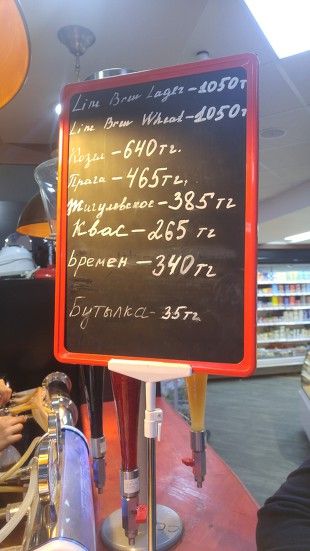 Line Brew Lager-1050т
Line Brew Wheat-1050т
Козел-640тг.
Прага-465тг,
Жигулевское-385тг
Квас-265 тг
Бремен-340тг
Бутылка-35тг